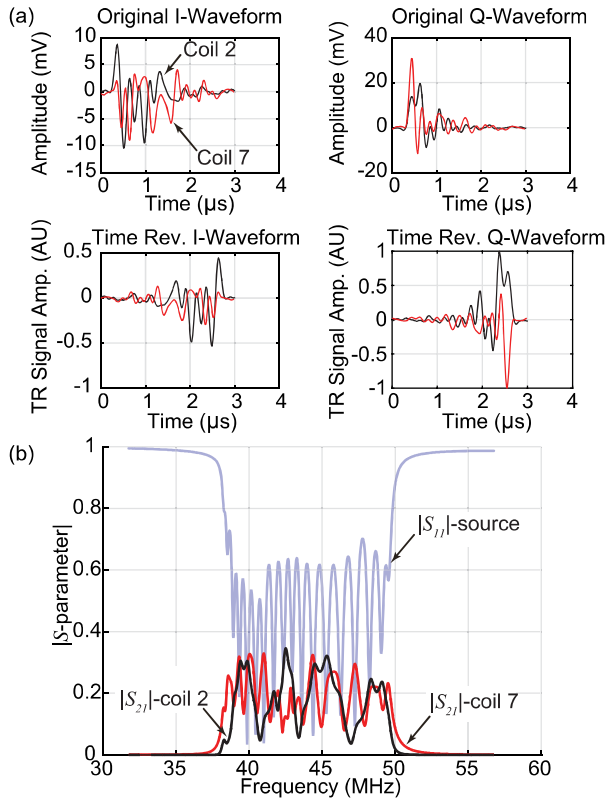 (a)
Original I-Waveform
Original Q-Waveform
Amplitude (mV)
10
5
0
-5
-10
-15
Coil 2
Coil 7
0 1 2 3 4
Time (µs)
Amplitude (mV)
40
20
0
-20
0 1 2 3 4
Time (µs)
Time Rev. I-Waveform
Time Rev. Q-Waveform
TR Signal Amp. (AU)
0.5
0
-0.5
-1
0 1 2 3 4
Time (µs)
TR Signal Amp. (AU)
1
0.5
0
-0.5
-1
0 1 2 3 4
Time (µs)
(b)
|S-parameter|
1
0.8
0.6
0.4
0.2
0
|S11|-source
|S21|-coil 2
|S21|-coil 7
30 40 50 60
Frequency (MHz)